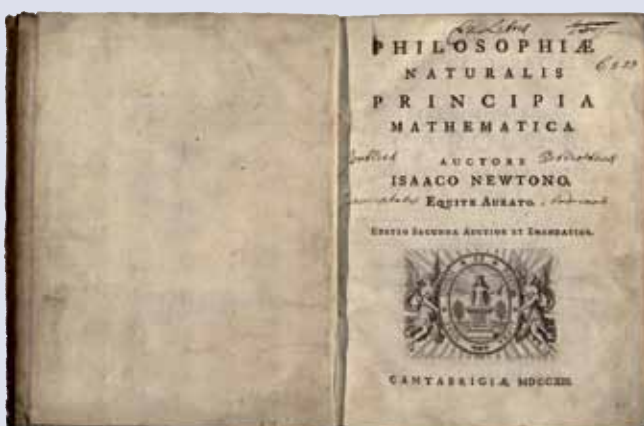 PHILOSOPHIÆ
NATURALIS
PRINCIPIA
MATHEMATICA.
AUCTORE
ISAACO NEWTONO,
EQUITE AURATO.
EDITIO SECUNDA AUCTIOR ET EMENDATIOR.
CANTABRIGIÆ, MDCCXIII.